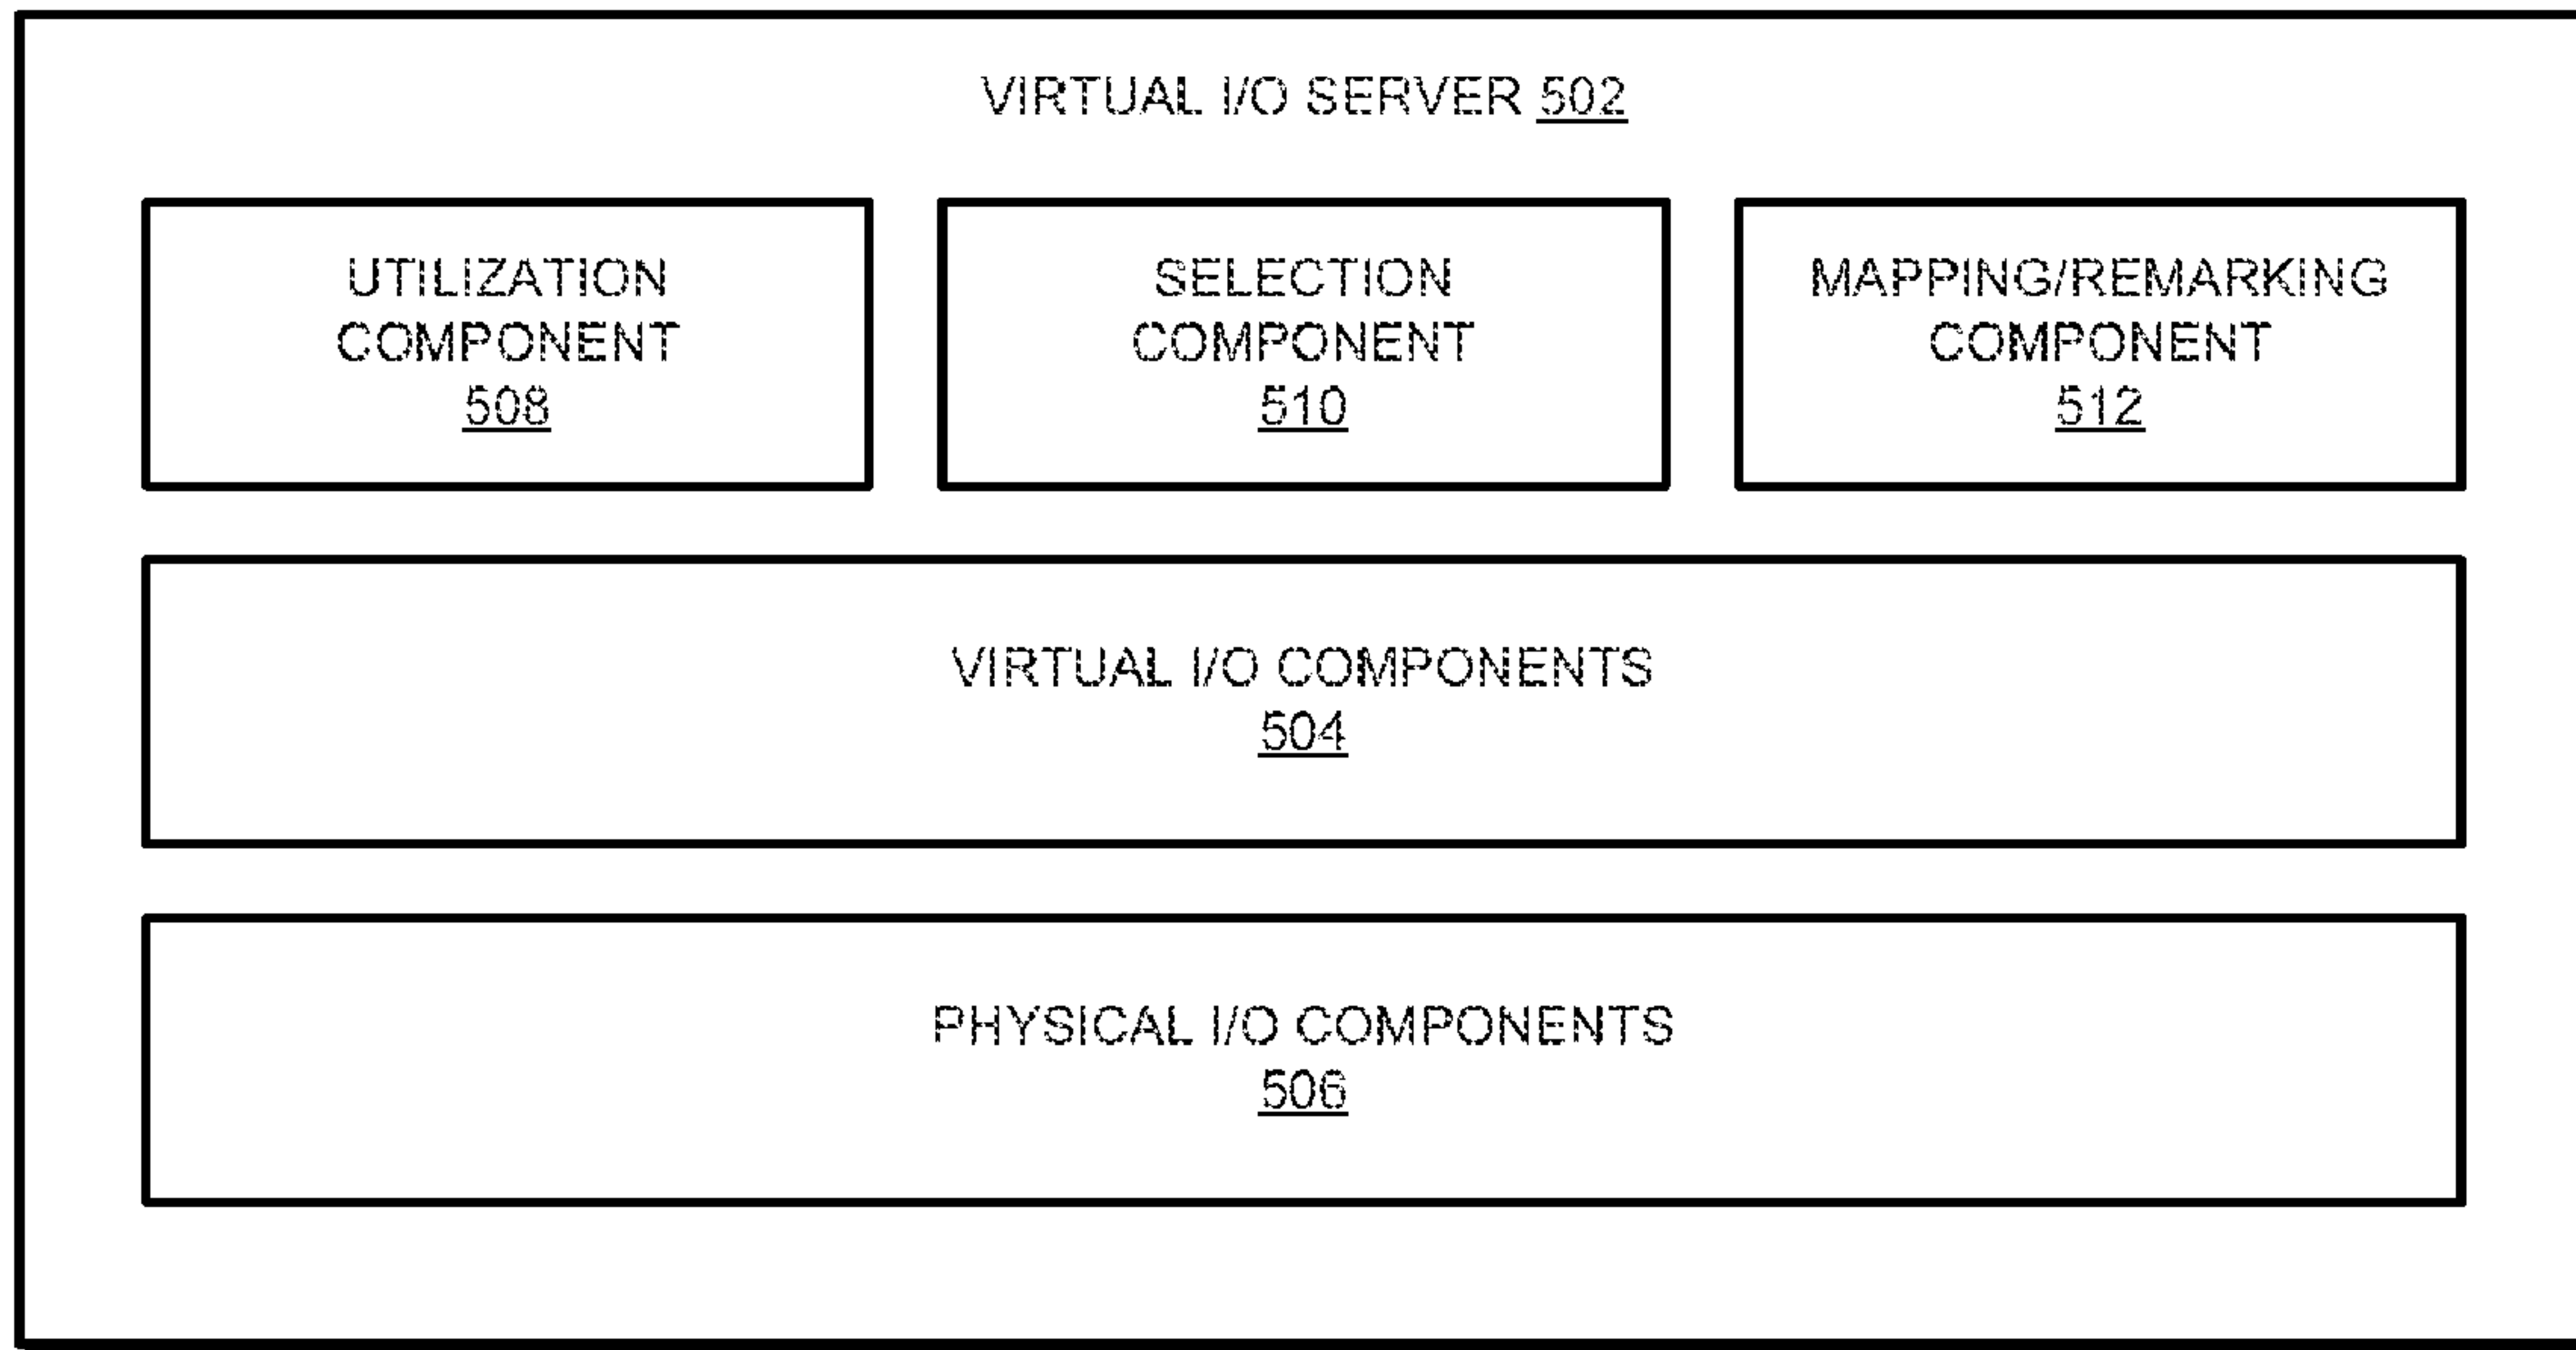 VIRTUAL I/O SERVER 502
UTILIZATION
COMPONENT
508
SELECTION
COMPONENT
510
MAPPING/REMARKING
COMPONENT
512
VIRTUAL I/O COMPONENTS
504
PHYSICAL I/O COMPONENTS
506